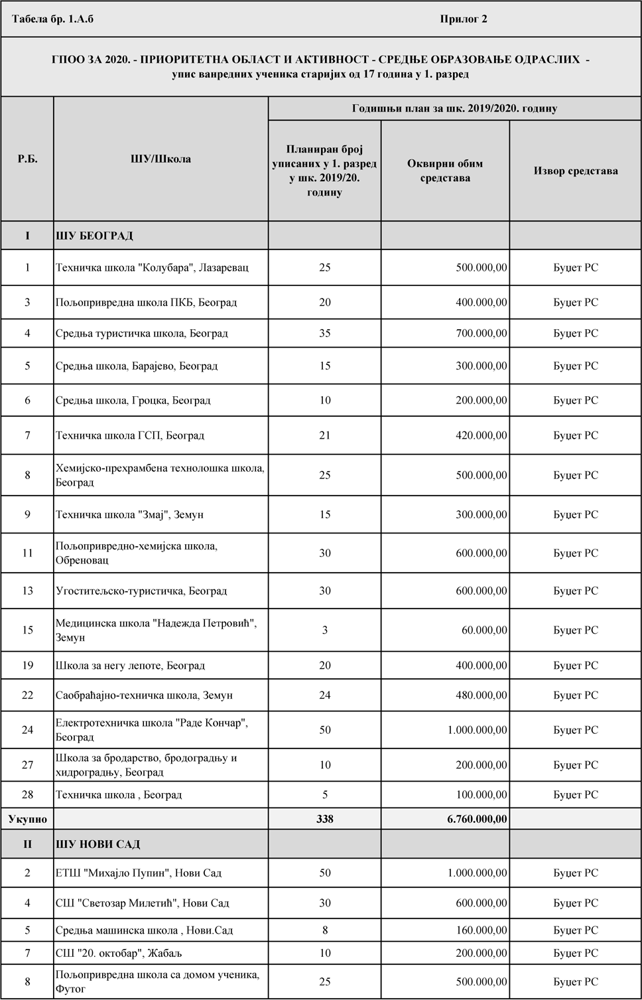 Табела бр. 1.А.б Прилог 2
ГПОО ЗА 2020. - ПРИОРИТЕТНА ОБЛАСТ И АКТИВНОСТ - СРЕДЊЕ ОБРАЗОВАЊЕ ОДРАСЛИХ -
упис ванредних ученика старијих од 17 година у 1. разред
Р.Б.
ШУ/Школа
Годишњи план за шк. 2019/2020. годину
Планиран број
уписаних у 1. разред
у шк. 2019/20.
годину
Оквирни обим
средстава
Извор средстава
I ШУ БЕОГРАД
1 Техничка школа "Колубара", Лазаревац 25 500.000,00 Буџет РС
3 Пољопривредна школа ПКБ, Београд 20 400.000,00 Буџет РС
4 Средња туристичка школа, Београд 35 700.000,00 Буџет РС
5 Средња школа, Барајево, Београд 15 300.000,00 Буџет РС
6 Средња школа, Гроцка, Београд 10 200.000,00 Буџет РС
7 Техничка школа ГСП, Београд 21 420.000,00 Буџет РС
8 Хемијско-прехрамбена технолошка школа,
Београд 25 500.000,00 Буџет РС
9 Техничка школа "Змај", Земун 15 300.000,00 Буџет РС
11 Пољопривредно-хемијска школа,
Обреновац 30 600.000,00 Буџет РС
13 Угоститељско-туристичка, Београд 30 600.000,00 Буџет РС
15 Медицинска школа "Надежда Петровић",
Земун 3 60.000,00 Буџет РС
19 Школа за негу лепоте, Београд 20 400.000,00 Буџет РС
22 Саобраћајно-техничка школа, Земун 24 480.000,00 Буџет РС
24 Електротехничка школа "Раде Кончар",
Београд 50 1.000.000,00 Буџет РС
27 Школа за бродарство, бродоградњу и
хидроградњу, Београд 10 200.000,00 Буџет РС
28 Техничка школа , Београд 5 100.000,00 Буџет РС
Укупно 338 6.760.000,00
II ШУ НОВИ САД
2 ЕТШ "Михајло Пупин", Нови Сад 50 1.000.000,00 Буџет РС
4 СШ "Светозар Милетић", Нови Сад 30 600.000,00 Буџет РС
5 Средња машинска школа , Нови.Сад 8 160.000,00 Буџет РС
7 СШ "20. октобар", Жабаљ 10 200.000,00 Буџет РС
8 Пољопривредна школа са домом ученика,
Футог 25 500.000,00 Буџет РС